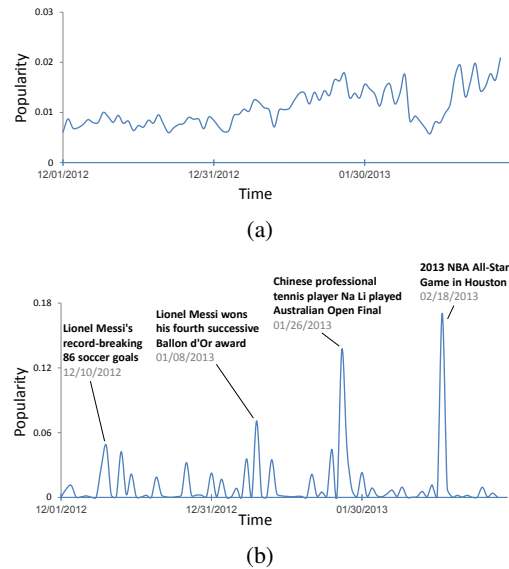 0.03
0.02
0.01
0
Popularity
12/01/2012
12/31/2012
01/30/2013
Time
(a)
2013 NBA All-Star
Game in Houston
02/18/2013
Chinese professional
tennis player Na Li played
Australian Open Final
01/26/2013
Lionel Messi wons
his fourth successive
Ballon d'Or award
01/08/2013
Lionel Messi's
record-breaking
86 soccer goals
12/10/2012
0.18
0.12
0.06
0
Popularity
12/01/2012
12/31/2012
01/30/2013
Time
(b)